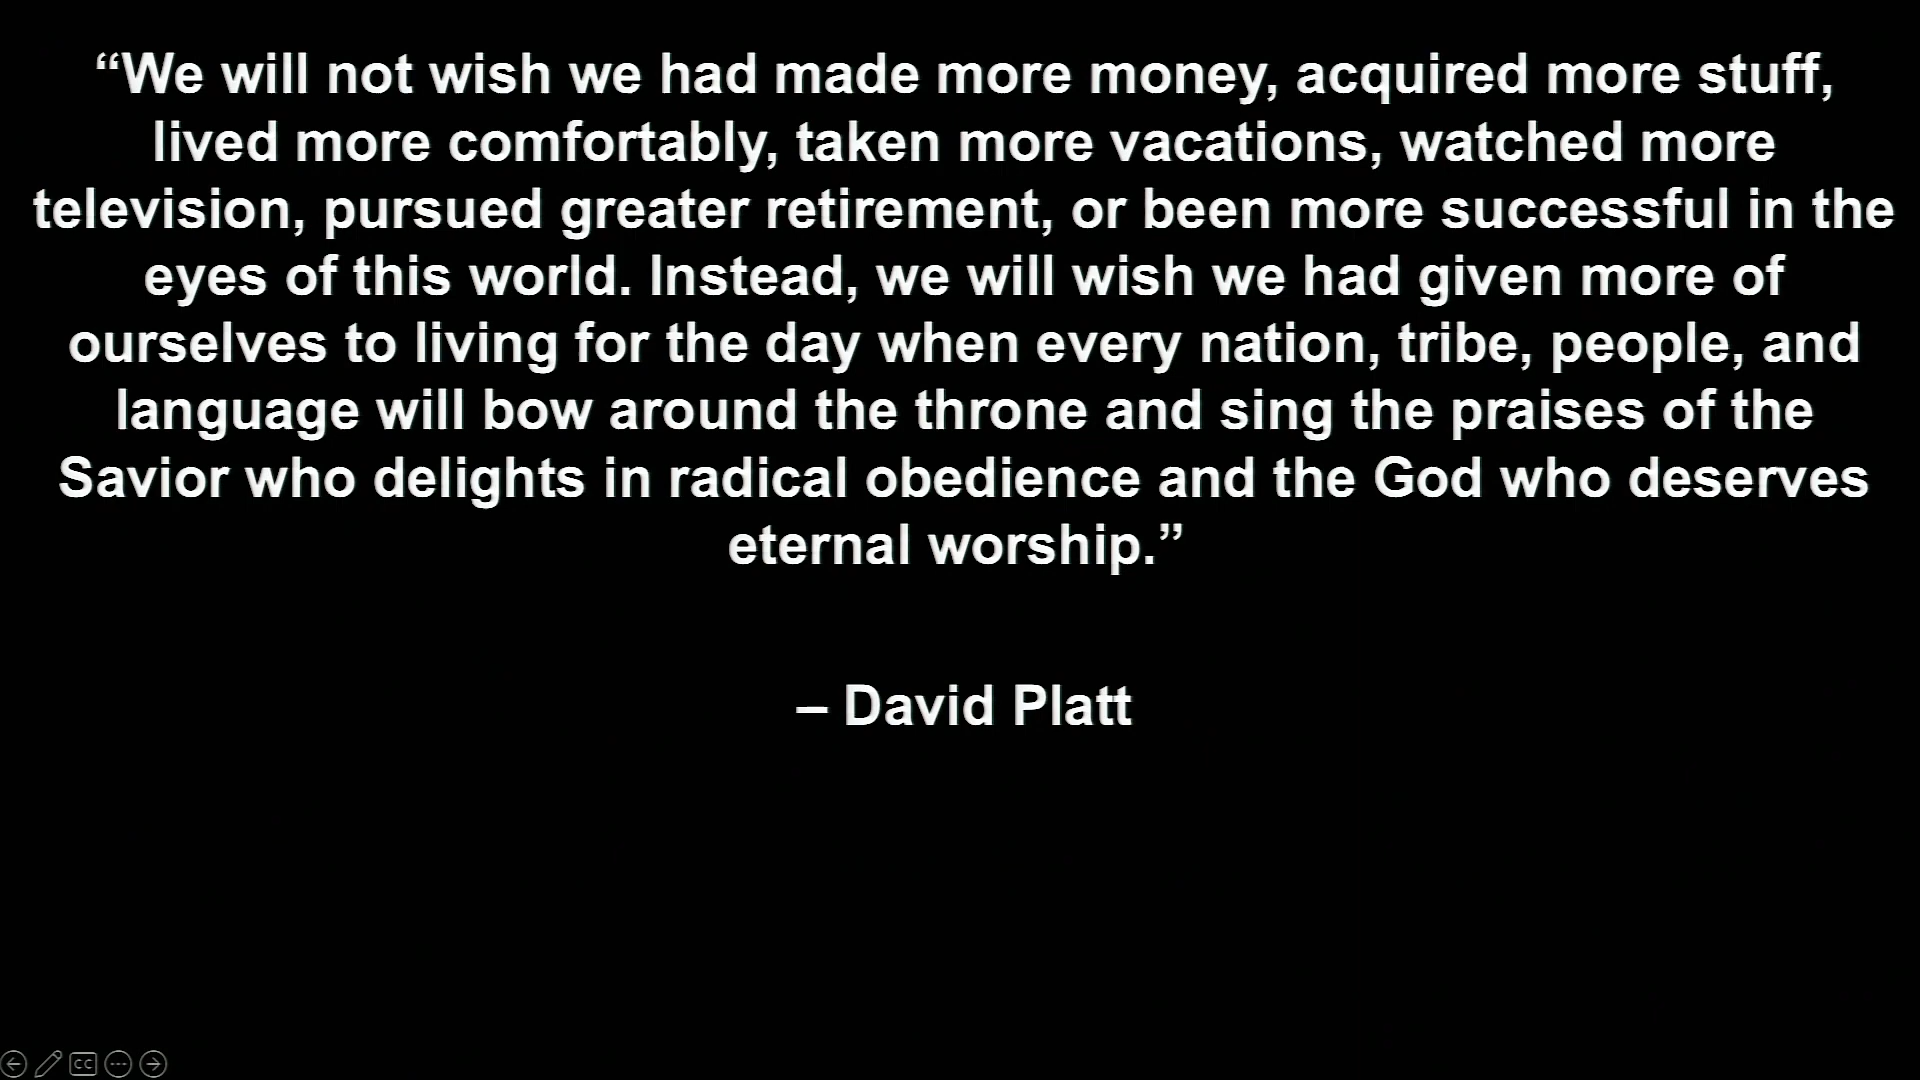 “We will not wish we had made more money, acquired more stuff,
lived more comfortably, taken more vacations, watched more
television, pursued greater retirement, or been more successful in the
eyes of this world. Instead, we will wish we had given more of
ourselves to living for the day when every nation, tribe, people, and
language will bow around the throne and sing the praises of the
Savior who delights in radical obedience and the God who deserves
eternal worship.”
– David Platt
CC